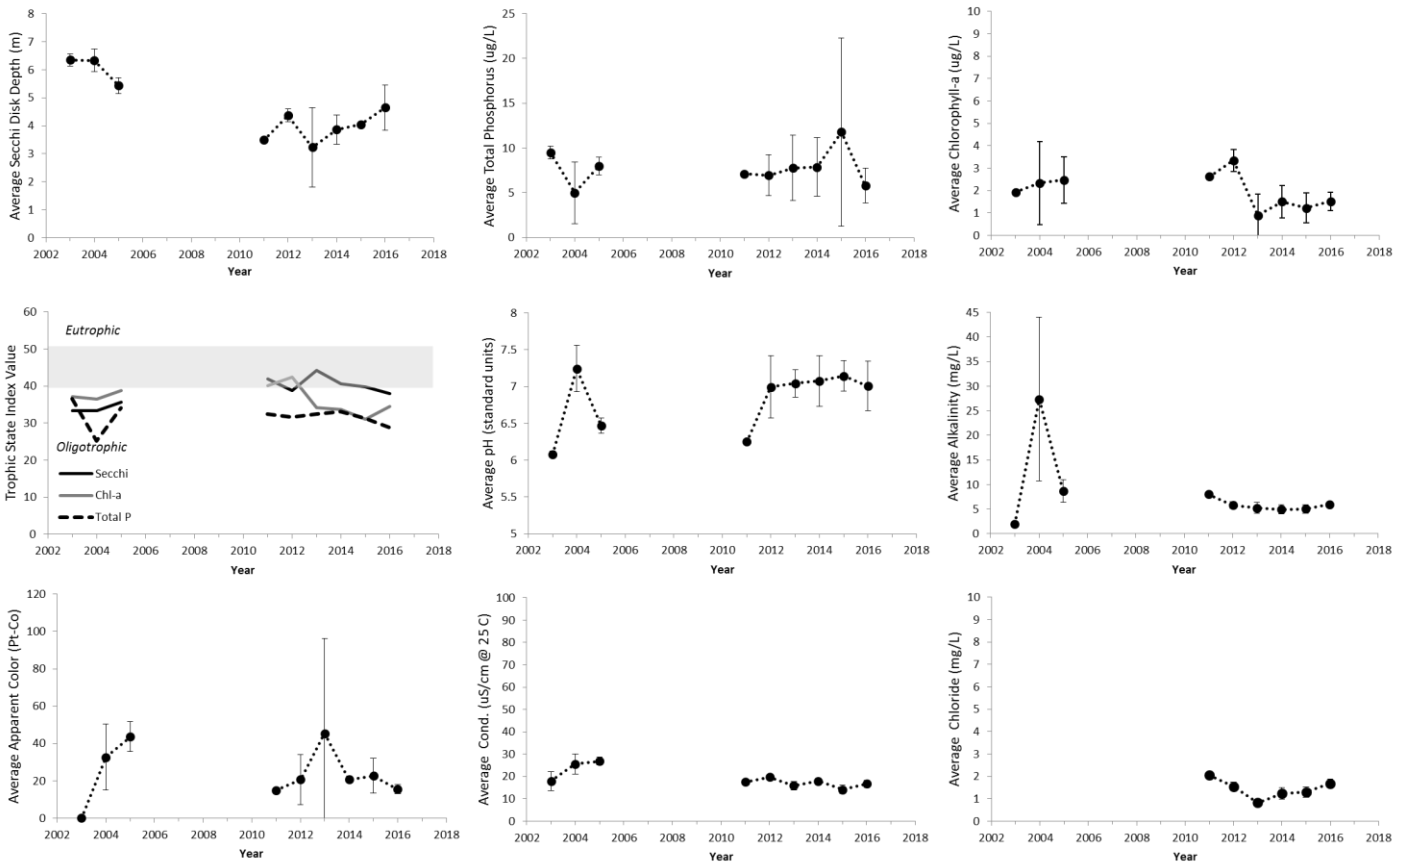 Average Secchi Disk Depth (m)
8
7
6
5
4
3
2
1
0
2002 2004 2006 2008 2010 2012 2014 2016 2018
Year
Average Total Phosphorus (ug/L)
25
20
15
10
5
0
2002 2004 2006 2008 2010 2012 2014 2016 2018
Year
Average Chlorophyll-a (ug/L)
10
9
8
7
6
5
4
3
2
1
0
2002 2004 2006 2008 2010 2012 2014 2016 2018
Year
Trophic State Index Value
60
50
40
30
20
10
0
Eutrophic
Oligotrophic
Secchi
Chl-a
Total P
2002 2004 2006 2008 2010 2012 2014 2016 2018
Year
Average pH (standard units)
8
7.5
7
6.5
6
5.5
5
2002 2004 2006 2008 2010 2012 2014 2016 2018
Year
Average Alkalinity (mg/L)
45
40
35
30
25
20
15
10
5
0
2002 2004 2006 2008 2010 2012 2014 2016 2018
Year
Average Apparent Color (Pt-Co)
120
100
80
60
40
20
0
2002 2004 2006 2008 2010 2012 2014 2016 2018
Year
Average Cond. (uS/cm @ 25 C)
100
90
80
70
60
50
40
30
20
10
0
2002 2004 2006 2008 2010 2012 2014 2016 2018
Year
Average Chloride (mg/L)
10
9
8
7
6
5
4
3
2
1
0
2002 2004 2006 2008 2010 2012 2014 2016 2018
Year